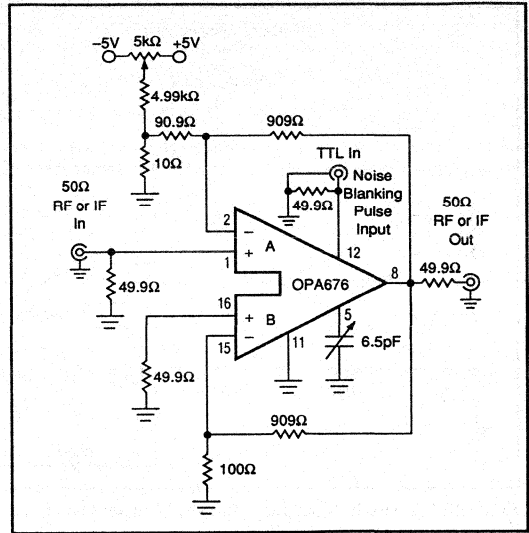 –5V 5kΩ +5V
4.99kΩ
90.9Ω
909Ω
10Ω
TTL In
Noise
Blanking
Pulse
Input
49.9Ω
50Ω
RF or IF
In
50Ω
RF or IF
Out
2
–
A
1
+
12
8
49.9Ω
OPA676
49.9Ω
16
+
B
15
–
11
5
6.5pF
49.9Ω
909Ω
100Ω